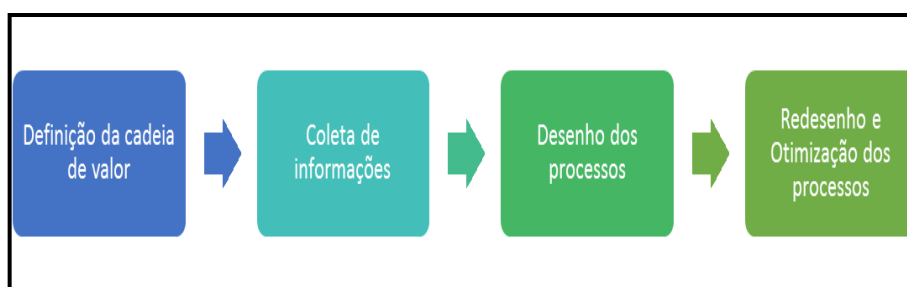 Definição da cadeia
de valor
Coleta de
informações
Desenho dos
processos
Redesenho e
Otimização dos
processos